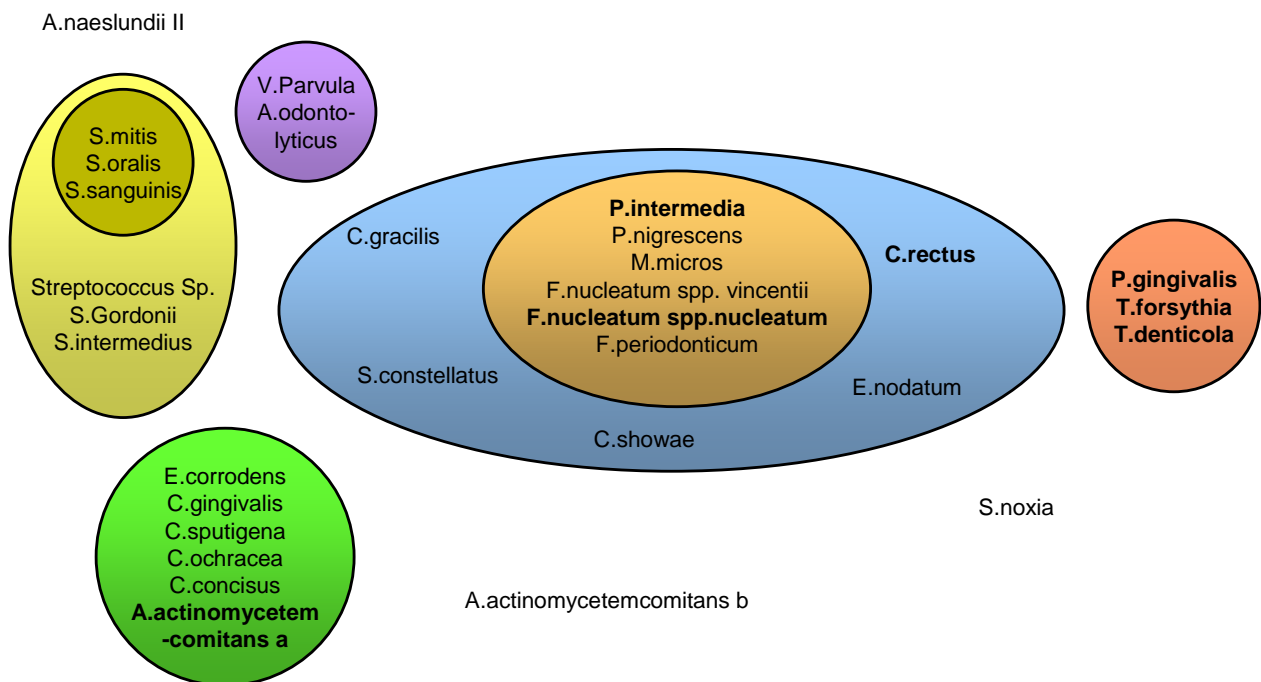 A.naeslundii II
V.Parvula
A.odonto-
lyticus
S.mitis
S.oralis
S.sanguinis
Streptococcus Sp.
S.Gordonii
S.intermedius
C.gracilis
P.intermedia
P.nigrescens
M.micros
F.nucleatum spp. vincentii
F.nucleatum spp.nucleatum
F.periodonticum
C.rectus
S.constellatus
E.nodatum
C.showae
P.gingivalis
T.forsythia
T.denticola
E.corrodens
C.gingivalis
C.sputigena
C.ochracea
C.concisus
A.actinomycetem
-comitans a
S.noxia
A.actinomycetemcomitans b